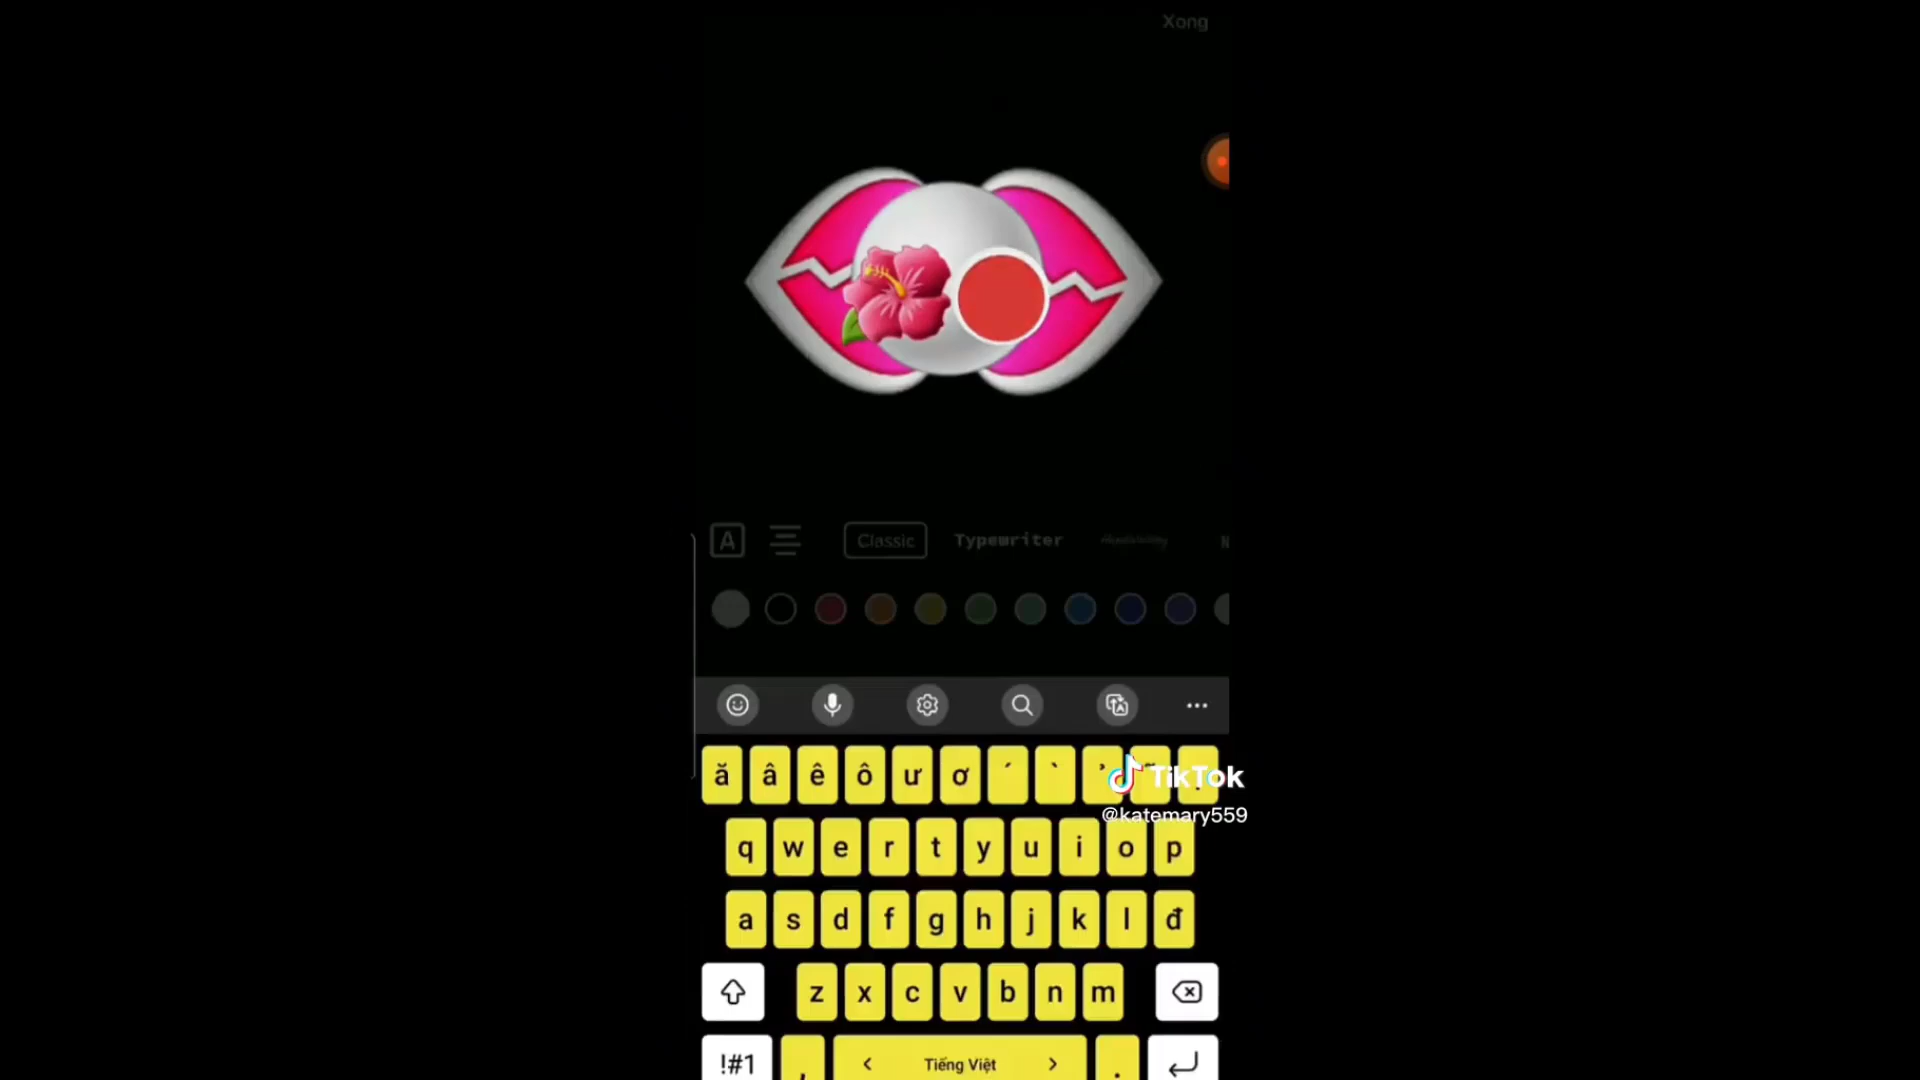 Xong
A Classic Typewriter
ă â ê ô ư ơ ´ `
TikTok
@katemary559
q w e r t y u i o p
a s d f g h j k l đ
z x c v b n m
!#1 , < Tiếng Việt > .